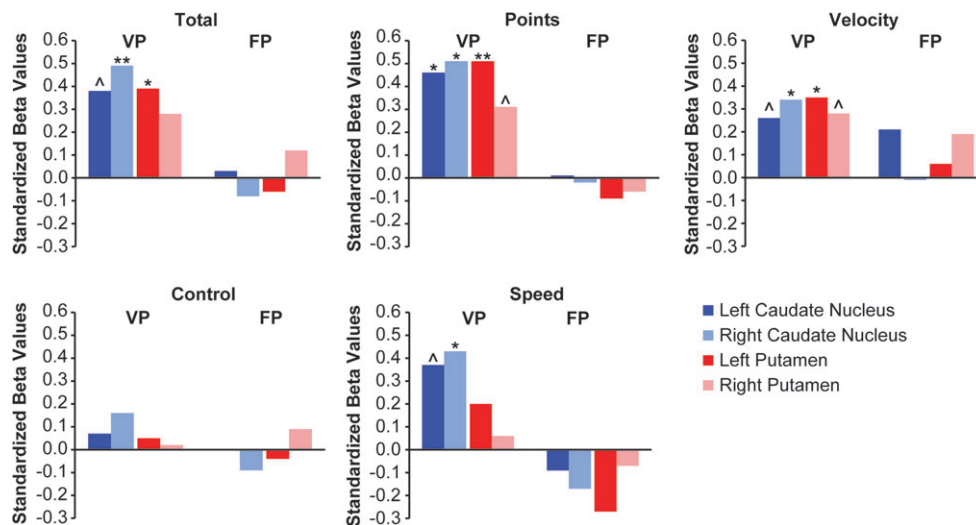 Total
VP FP
Standardized Beta Values
0.6
0.5
0.4
0.3
0.2
0.1
0.0
-0.1
-0.2
-0.3
^ ** *
Points
VP FP
Standardized Beta Values
0.6
0.5
0.4
0.3
0.2
0.1
0.0
-0.1
-0.2
-0.3
* * ** ^
Velocity
VP FP
Standardized Beta Values
0.6
0.5
0.4
0.3
0.2
0.1
0.0
-0.1
-0.2
-0.3
^ * * ^
Control
VP FP
Standardized Beta Values
0.6
0.5
0.4
0.3
0.2
0.1
0.0
-0.1
-0.2
-0.3
Speed
VP FP
Standardized Beta Values
0.6
0.5
0.4
0.3
0.2
0.1
0.0
-0.1
-0.2
-0.3
^ *
Left Caudate Nucleus
Right Caudate Nucleus
Left Putamen
Right Putamen